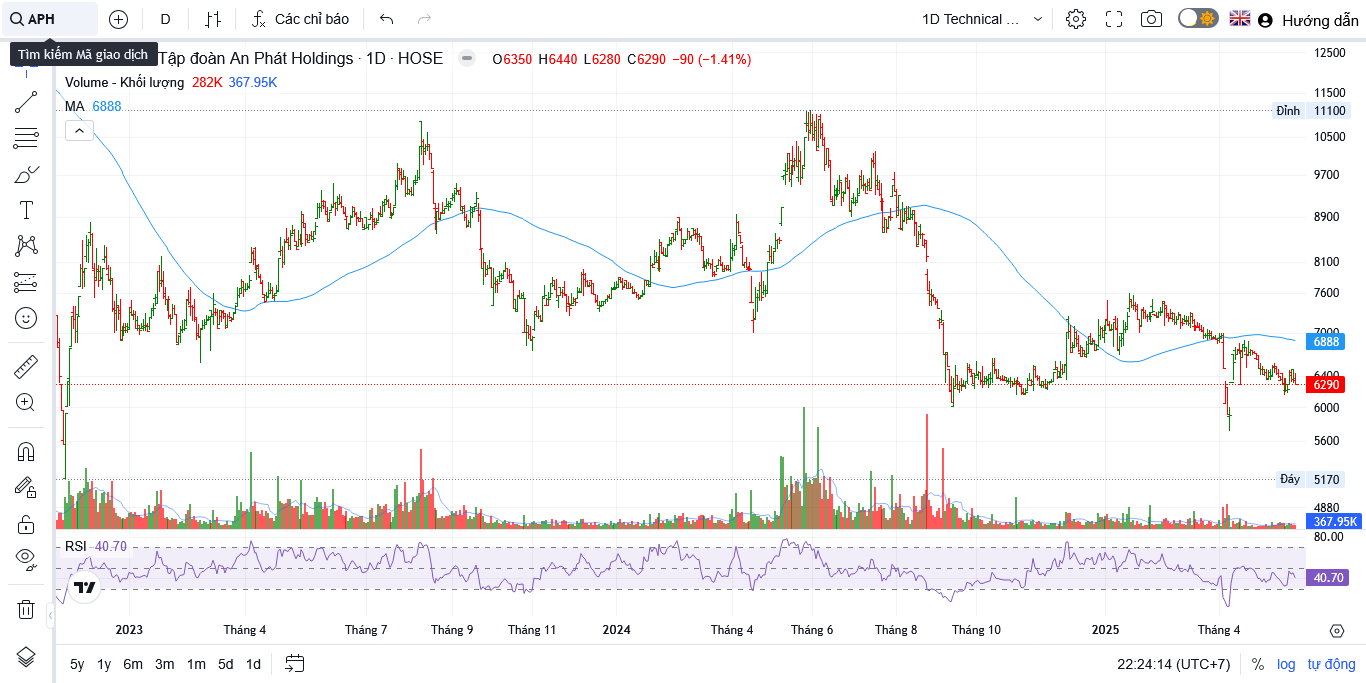 APH
D
Các chỉ báo
1D Technical ...
Hướng dẫn
Tìm kiếm Mã giao dịch
Tập đoàn An Phát Holdings · 1D · HOSE
O6350 H6440 L6280 C6290 −90 (−1.41%)
Volume - Khối lượng 282K 367.95K
MA 6888
12500
11500
Đỉnh 11100
10500
9700
8900
8100
7600
7000
6888
6400
6290
6000
5600
Đáy 5170
4880
367.95K
80.00
RSI 40.70
40.70
2023
Tháng 4
Tháng 7
Tháng 9
Tháng 11
2024
Tháng 4
Tháng 6
Tháng 8
Tháng 10
2025
Tháng 4
5y 1y 6m 3m 1m 5d 1d
22:24:14 (UTC+7)
% log tự động